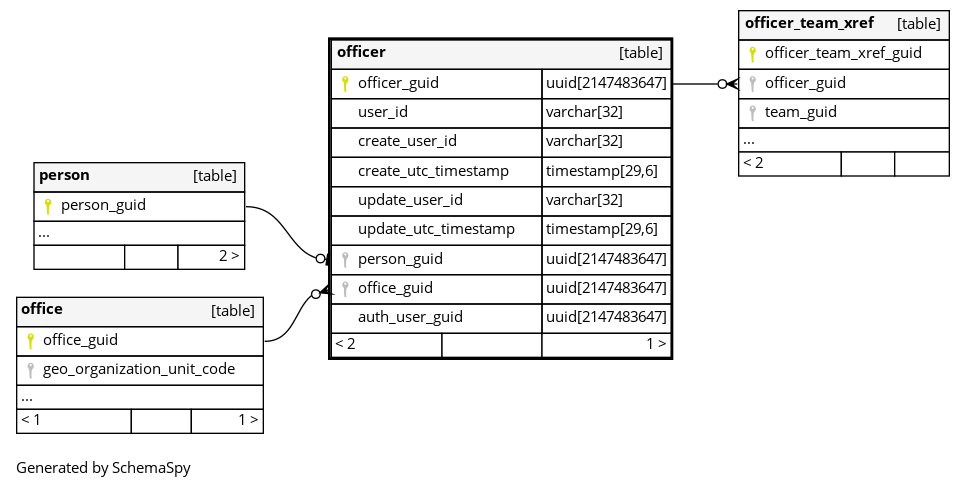 officer_team_xref [table]
officer_team_xref_guid
officer_guid
team_guid
...
< 2
officer [table]
officer_guid uuid[2147483647]
user_id varchar[32]
create_user_id varchar[32]
create_utc_timestamp timestamp[29,6]
update_user_id varchar[32]
update_utc_timestamp timestamp[29,6]
person_guid uuid[2147483647]
office_guid uuid[2147483647]
auth_user_guid uuid[2147483647]
< 2 1 >
person [table]
person_guid
...
2 >
office [table]
office_guid
geo_organization_unit_code
...
< 1 1 >
Generated by SchemaSpy